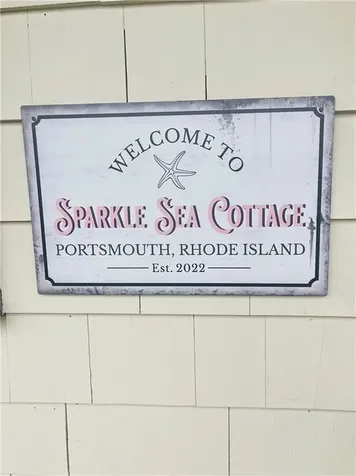 WELCOME TO
SPARKLE SEA COTTAGE
PORTSMOUTH, RHODE ISLAND
EST. 2022